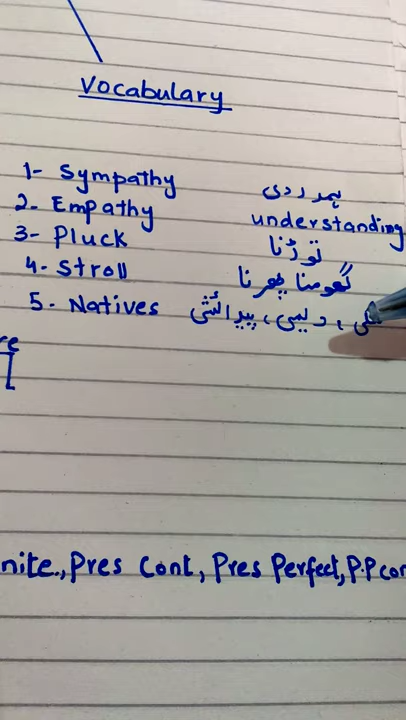 Vocabulary
1- Sympathy ہمدردی
2- Empathy understanding
3- Pluck توڑنا
4- Stroll گھومنا پھرنا
5- Natives دیسی، پیدائشی
re
nite., Pres Cont, Pres Perfect, P.P con